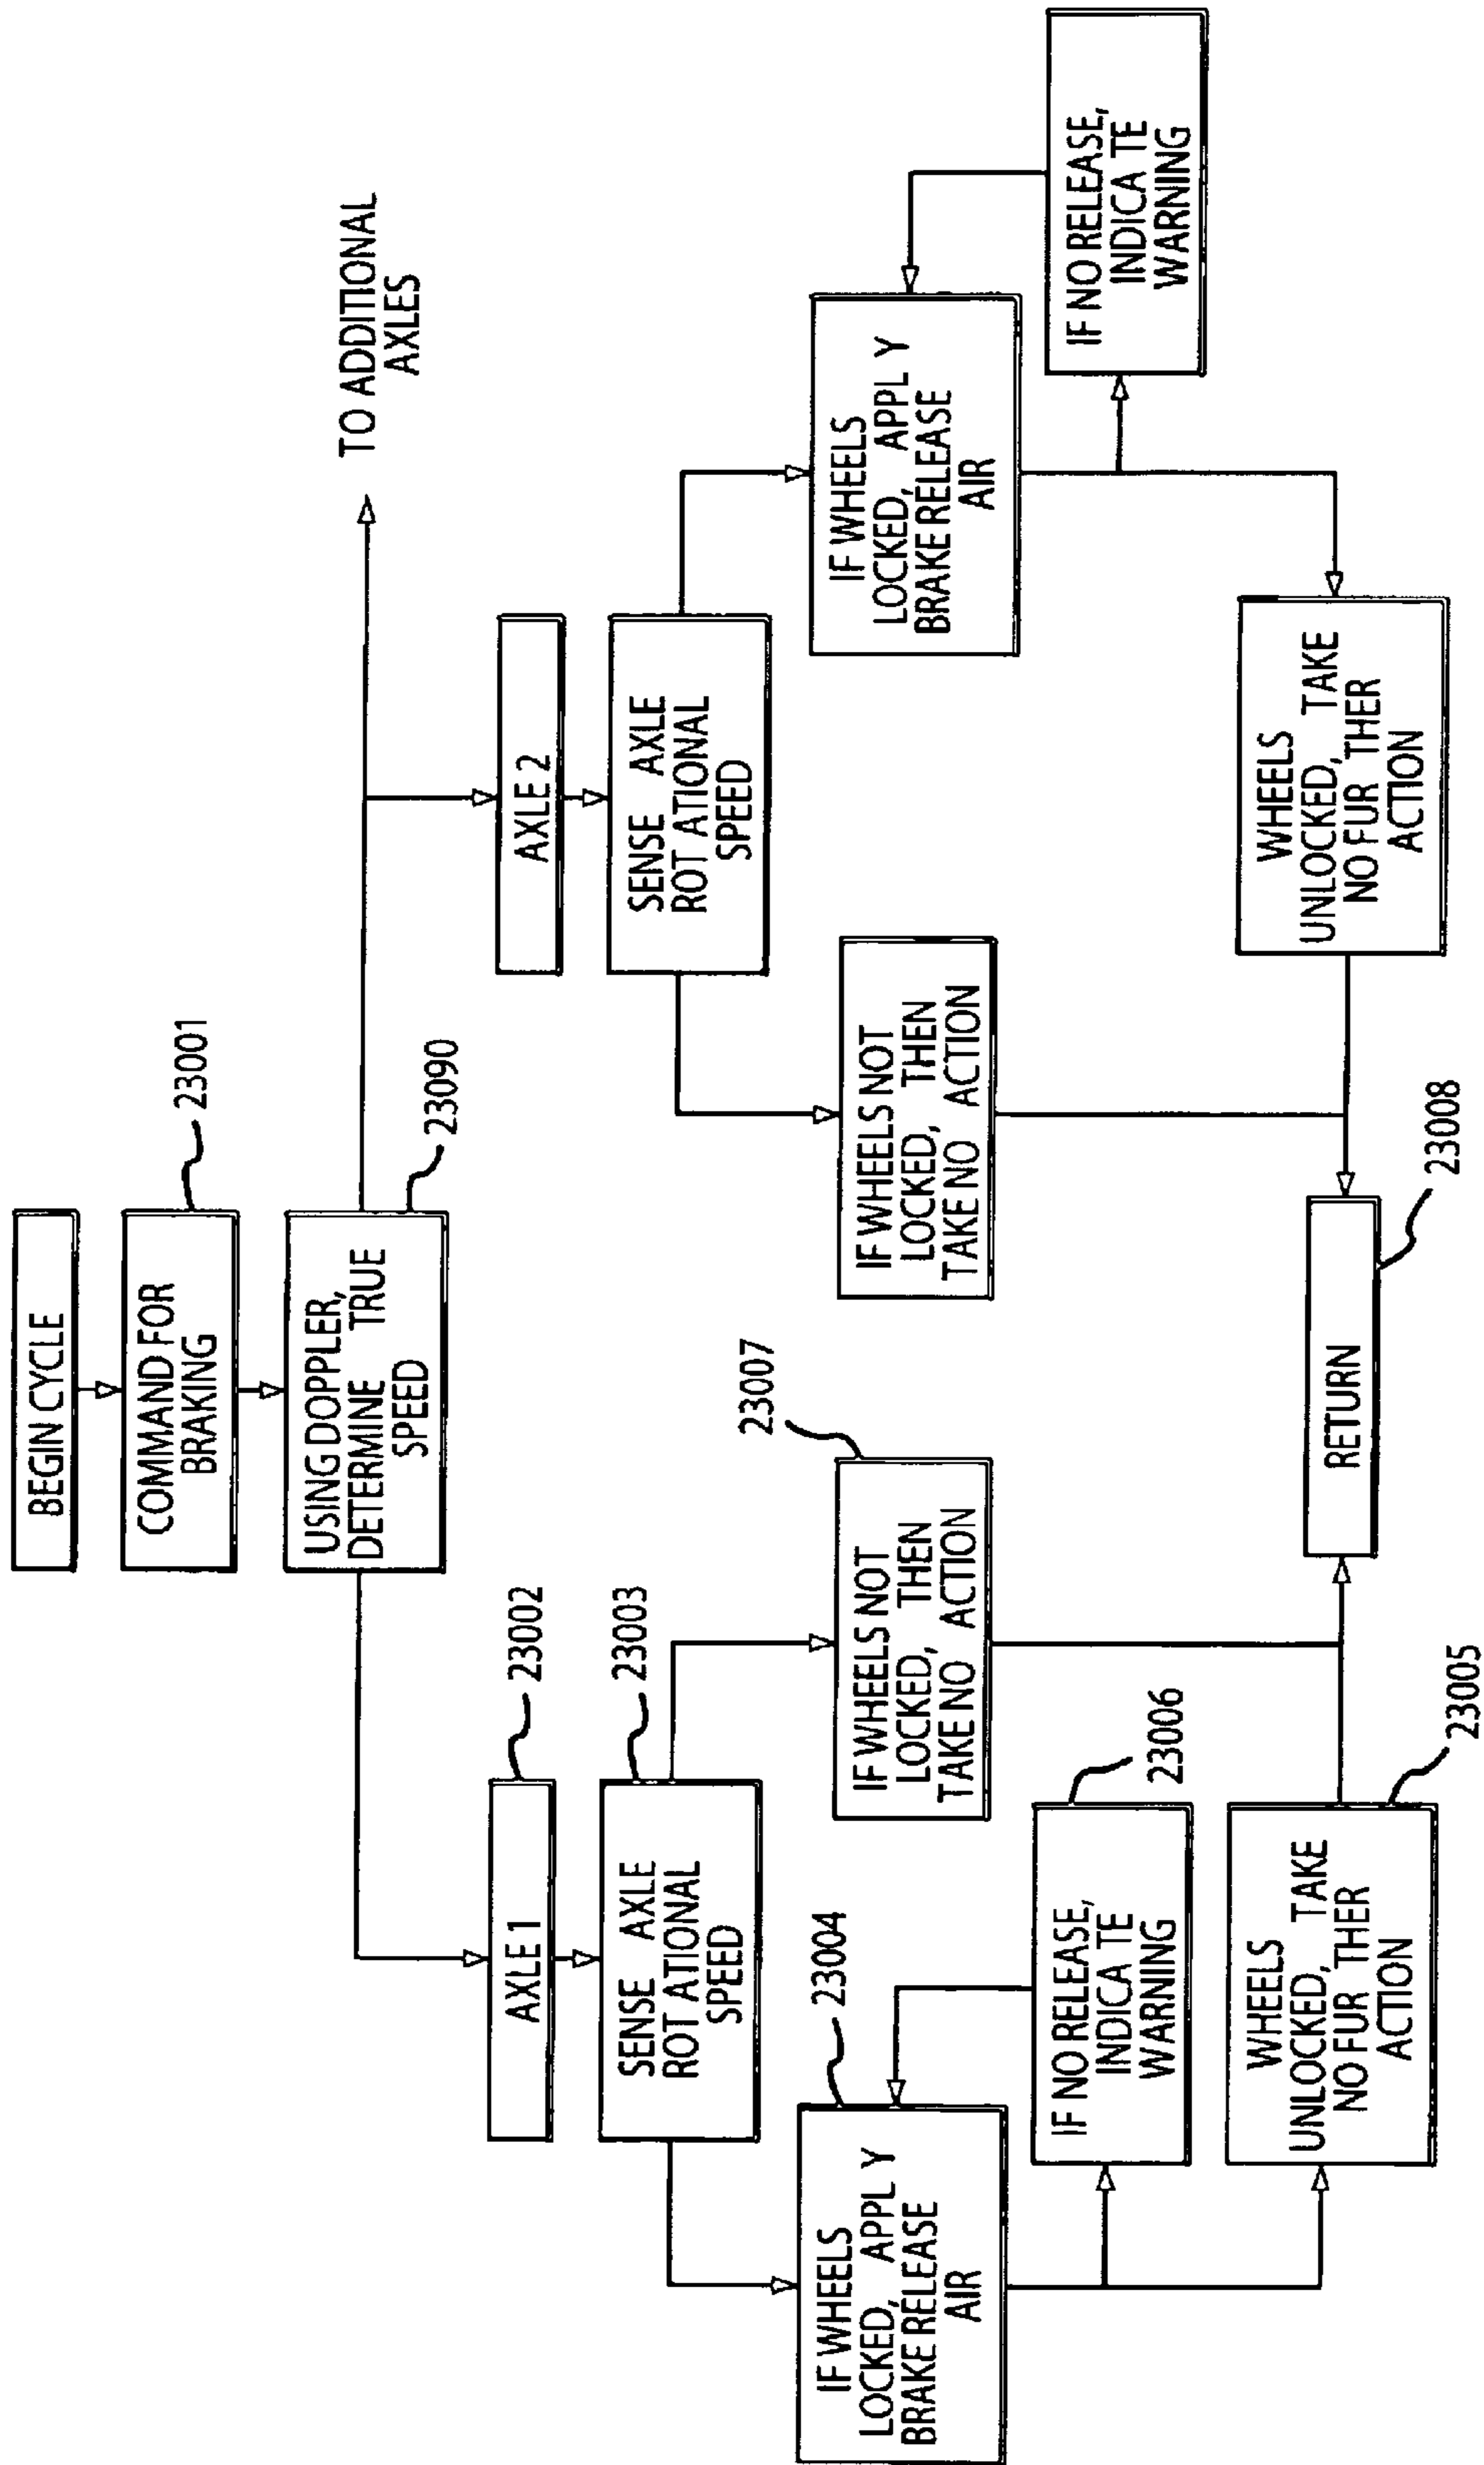 BEGIN CYCLE
COMMAND FOR
BRAKING
23001
USING DOPPLER,
DETERMINE TRUE
SPEED
23090
TO ADDITIONAL
AXLES
AXLE 1
23002
SENSE AXLE
ROT ATIONAL
SPEED
23003
IF WHEELS
LOCKED, APPL Y
BRAKE RELEASE
AIR
23004
IF WHEELS NOT
LOCKED, THEN
TAKE NO ACTION
23007
IF NO RELEASE,
INDICA TE
WARNING
23006
WHEELS
UNLOCKED, TAKE
NO FUR THER
ACTION
23005
AXLE 2
SENSE AXLE
ROT ATIONAL
SPEED
IF WHEELS NOT
LOCKED, THEN
TAKE NO ACTION
IF WHEELS
LOCKED, APPL Y
BRAKE RELEASE
AIR
IF NO RELEASE,
INDICA TE
WARNING
WHEELS
UNLOCKED, TAKE
NO FUR THER
ACTION
RETURN
23008